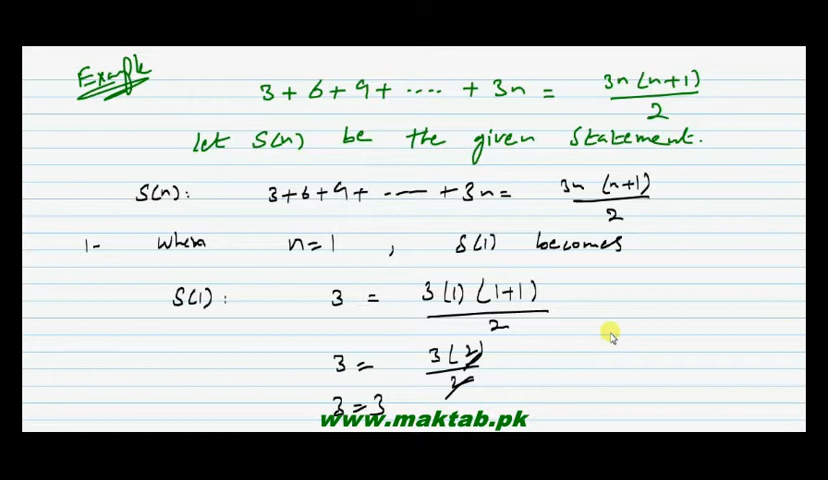 Example
3 + 6 + 9 + .... + 3n = 3n(n+1)/2
let S(n) be the given statement.
S(n): 3+6+9+ ...... +3n = 3n (n+1)/2
1- when n=1 , S(1) becomes
S(1): 3 = 3(1)(1+1)/2
3 = 3(2)/2
3 = 3
www.maktab.pk